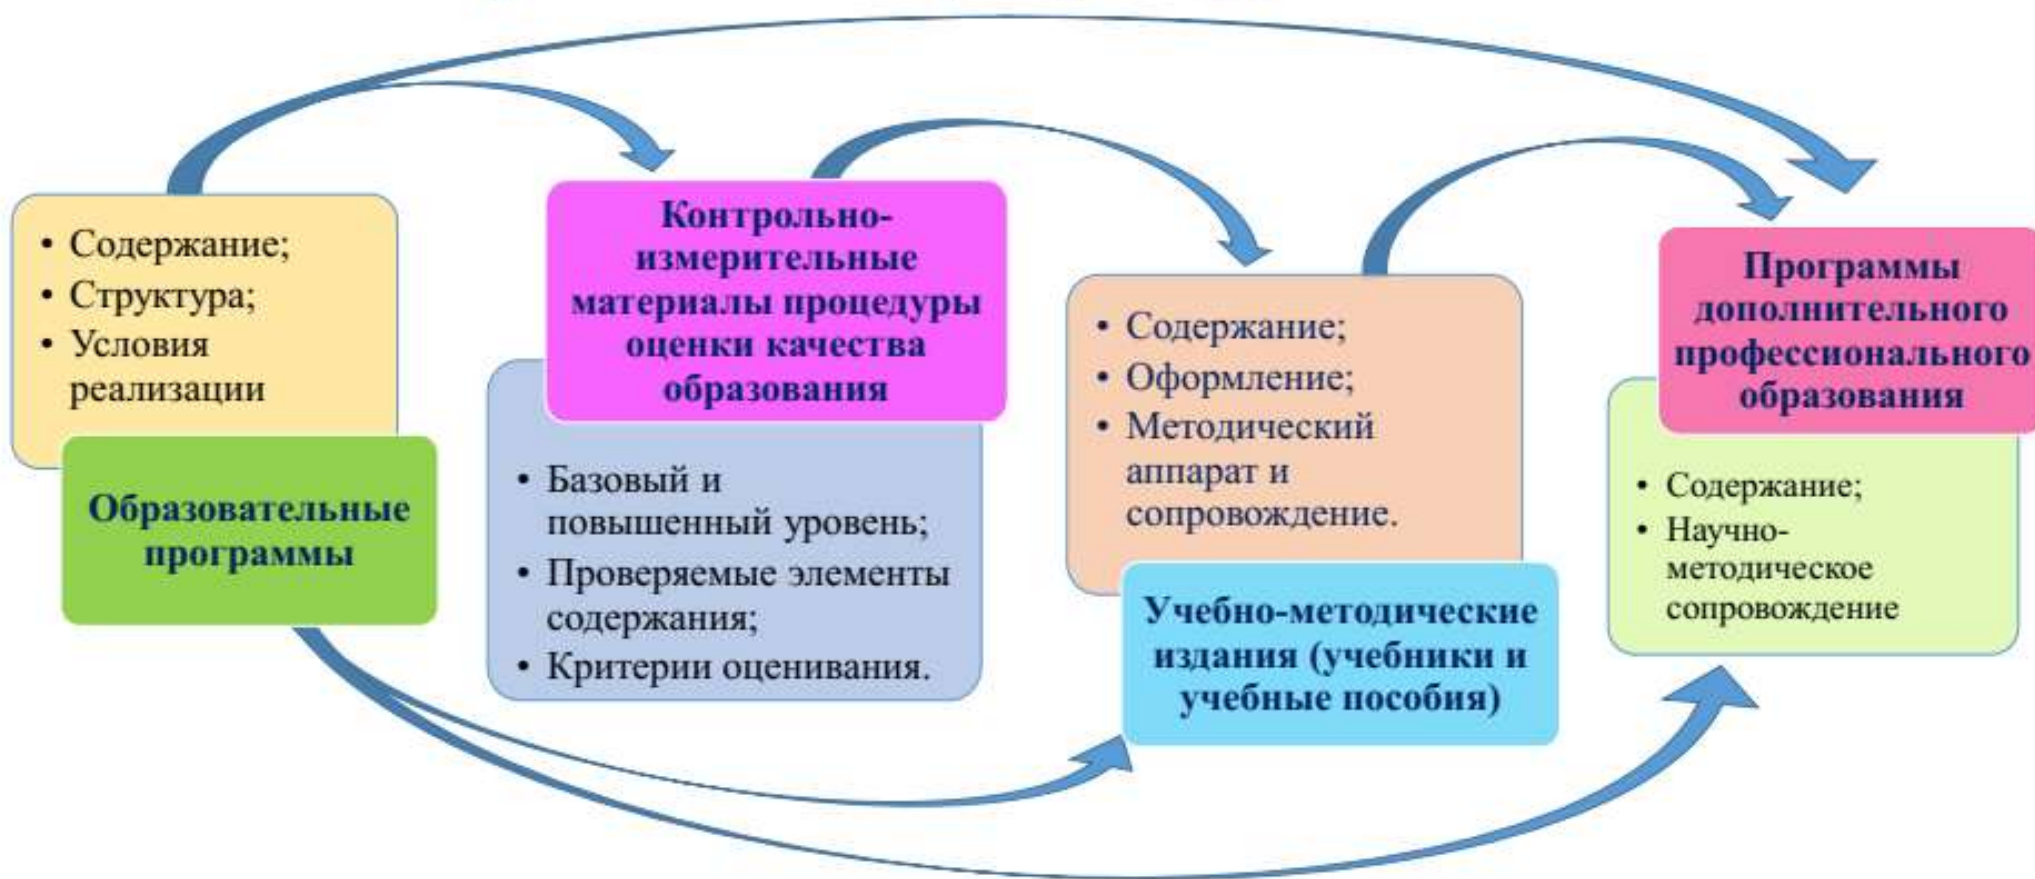 • Содержание;
• Структура;
• Условия
реализации
Образовательные
программы
Контрольно-
измерительные
материалы процедуры
оценки качества
образования
• Базовый и
повышенный уровень;
• Проверяемые элементы
содержания;
• Критерии оценивания.
• Содержание;
• Оформление;
• Методический
аппарат и
сопровождение.
Учебно-методические
издания (учебники и
учебные пособия)
Программы
дополнительного
профессионального
образования
• Содержание;
• Научно-
методическое
сопровождение